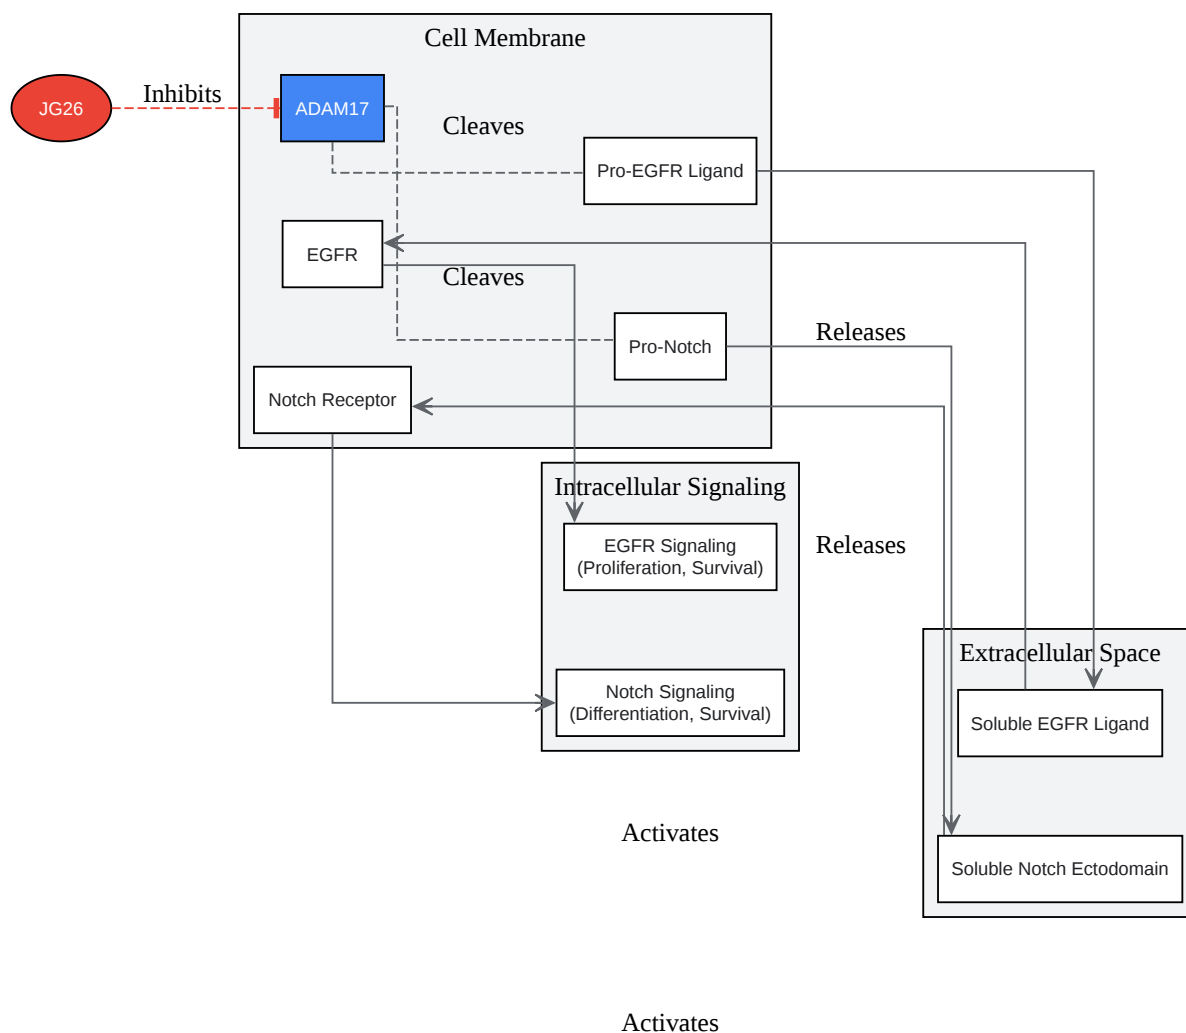 Cell Membrane
JG26
Inhibits
ADAM17
Cleaves
Pro-EGFR Ligand
EGFR
Cleaves
Pro-Notch
Releases
Notch Receptor
Intracellular Signaling
EGFR Signaling
(Proliferation, Survival)
Releases
Extracellular Space
Notch Signaling
(Differentiation, Survival)
Soluble EGFR Ligand
Activates
Soluble Notch Ectodomain
Activates